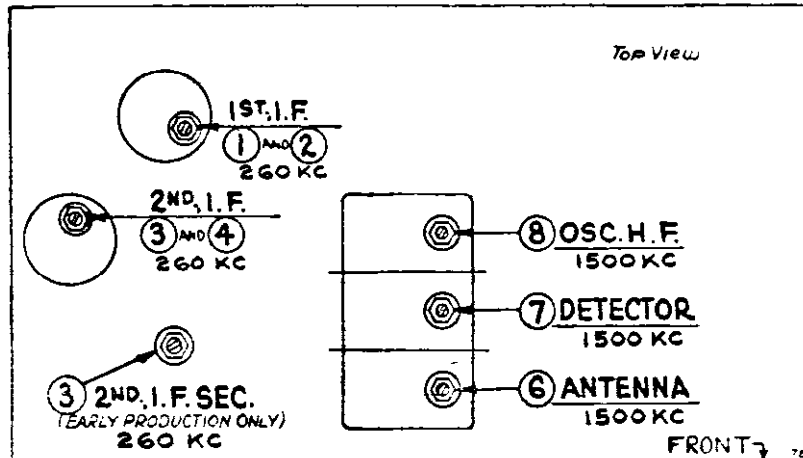 Top View
1ST, I.F.
1 AND 2
260 KC
2ND, I.F.
3 AND 4
260 KC
8 OSC. H. F.
1500 KC
7 DETECTOR
1500 KC
3 2ND, I.F. SEC.
(EARLY PRODUCTION ONLY)
260 KC
6 ANTENNA
1500 KC
FRONT